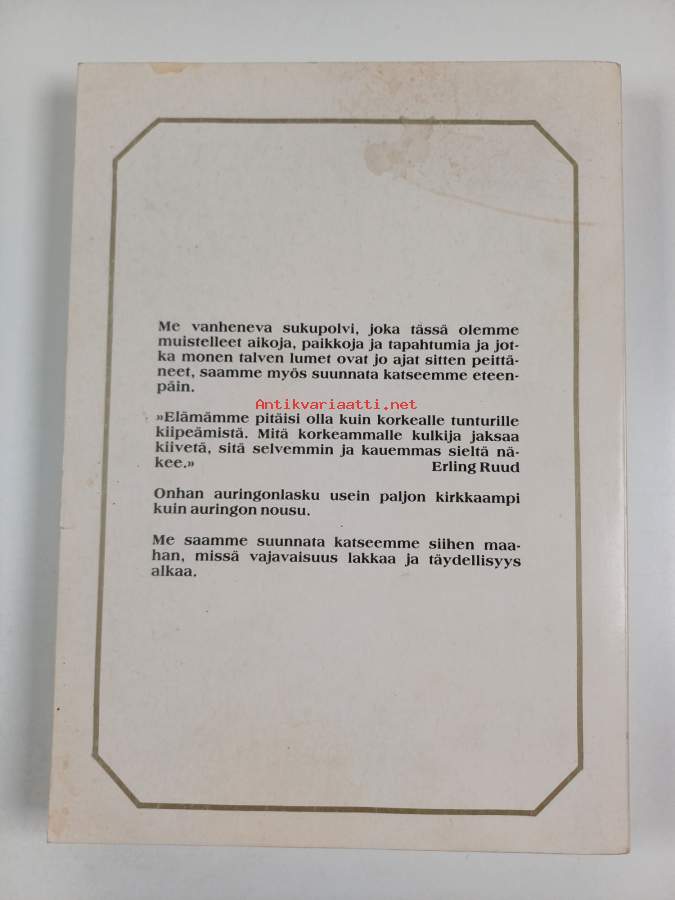 Me vanheneva sukupolvi, joka tässä olemme
muistelleet aikoja, paikkoja ja tapahtumia ja jot-
ka monen talven lumet ovat jo ajat sitten peittä-
neet, saamme myös suunnata katseemme eteen-
päin.
Antikvariaatti.net
»Elämämme pitäisi olla kuin korkealle tunturille
kiipeämistä. Mitä korkeammalle kulkija jaksaa
kiivetä, sitä selvemmin ja kauemmas sieltä nä-
kee.» Erling Ruud
Onhan auringonlasku usein paljon kirkkaampi
kuin auringon nousu.
Me saamme suunnata katseemme siihen maa-
han, missä vajavaisuus lakkaa ja täydellisyys
alkaa.